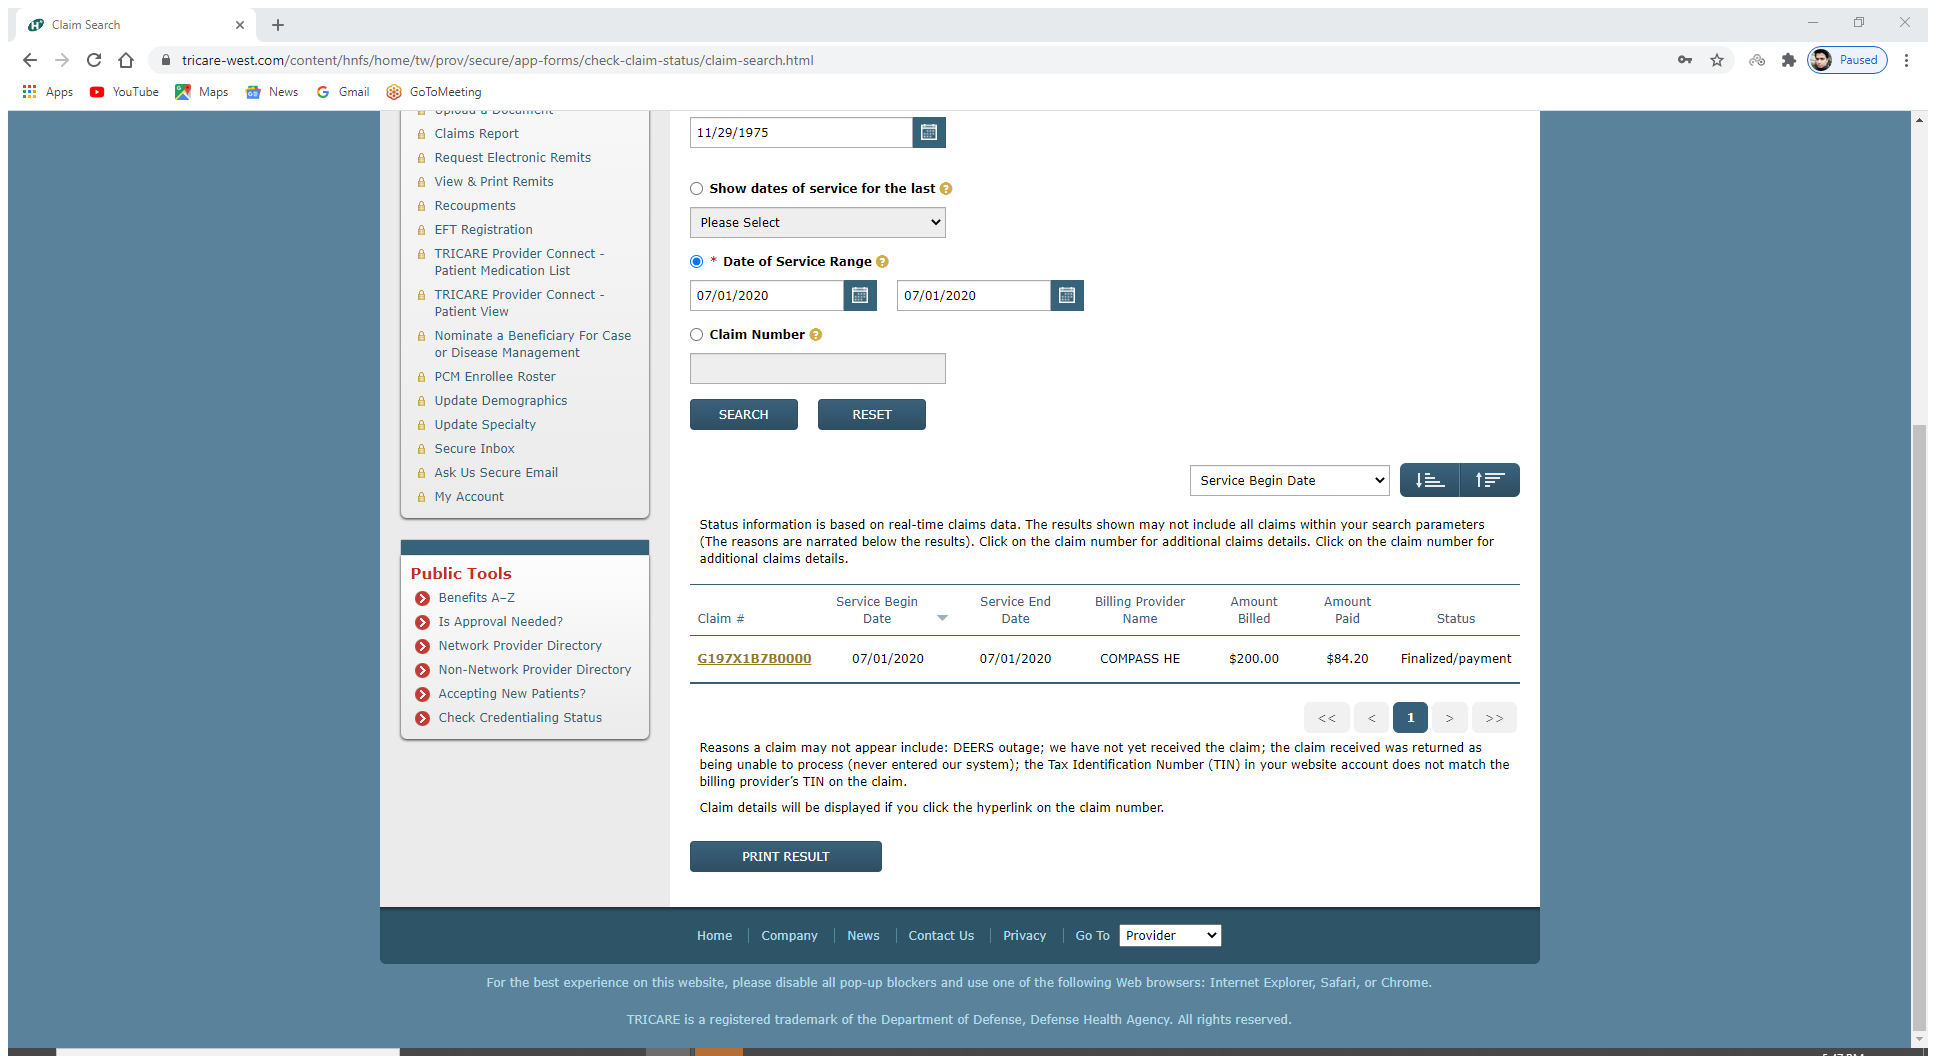 Claim Search
tricare-west.com/content/hnfs/home/tw/prov/secure/app-forms/check-claim-status/claim-search.html
Paused
Apps
YouTube
Maps
News
Gmail
GoToMeeting
Upload a Document
Claims Report
Request Electronic Remits
View & Print Remits
Recoupments
EFT Registration
TRICARE Provider Connect -
Patient Medication List
TRICARE Provider Connect -
Patient View
Nominate a Beneficiary For Case
or Disease Management
PCM Enrollee Roster
Update Demographics
Update Specialty
Secure Inbox
Ask Us Secure Email
My Account
Public Tools
Benefits A–Z
Is Approval Needed?
Network Provider Directory
Non-Network Provider Directory
Accepting New Patients?
Check Credentialing Status
11/29/1975
Show dates of service for the last ?
Please Select
* Date of Service Range ?
07/01/2020 07/01/2020
Claim Number ?
SEARCH RESET
Service Begin Date
Status information is based on real-time claims data. The results shown may not include all claims within your search parameters
(The reasons are narrated below the results). Click on the claim number for additional claims details. Click on the claim number for
additional claims details.
Claim # Service Begin Date Service End Date Billing Provider Name Amount Billed Amount Paid Status
G197X1B7B0000 07/01/2020 07/01/2020 COMPASS HE $200.00 $84.20 Finalized/payment
<< < 1 > >>
Reasons a claim may not appear include: DEERS outage; we have not yet received the claim; the claim received was returned as
being unable to process (never entered our system); the Tax Identification Number (TIN) in your website account does not match the
billing provider’s TIN on the claim.
Claim details will be displayed if you click the hyperlink on the claim number.
PRINT RESULT
Home Company News Contact Us Privacy Go To Provider
For the best experience on this website, please disable all pop-up blockers and use one of the following Web browsers: Internet Explorer, Safari, or Chrome.
TRICARE is a registered trademark of the Department of Defense, Defense Health Agency. All rights reserved.